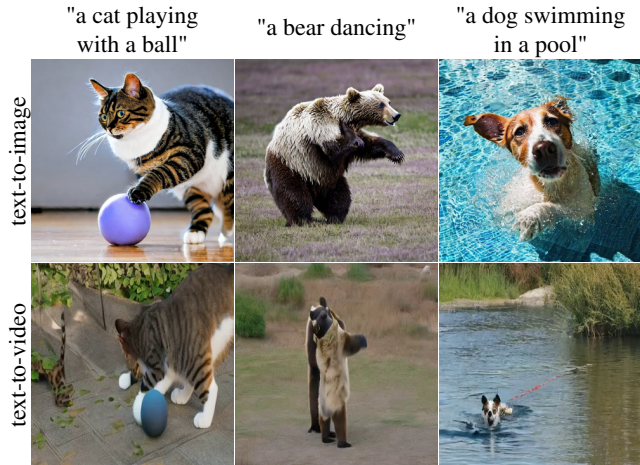 "a cat playing
with a ball"
"a bear dancing"
"a dog swimming
in a pool"
text-to-image
text-to-video